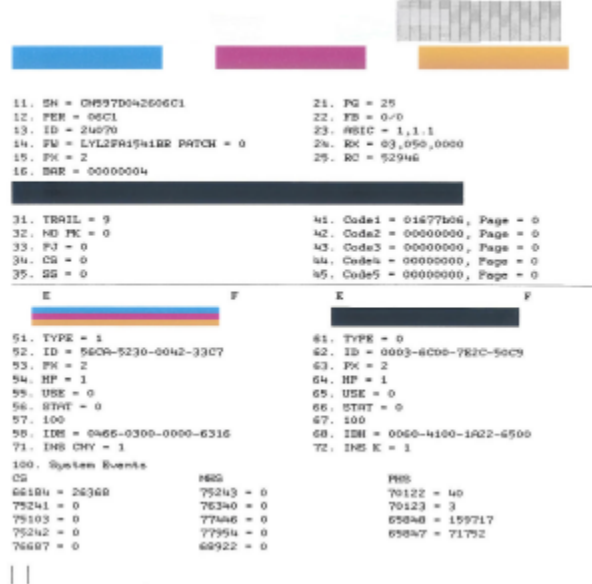 11. SN = CN597D042606C1
12. PER = 06C1
13. ID = 24070
14. FW = LYL2FA1541BR PATCH = 0
15. PX = 2
16. BAR = 00000004
21. PG = 25
22. FB = 0/0
23. ASIC = 1,1.1
24. RX = 03,050,0000
25. RC = 52946
31. TRAIL = 9
32. NO PK = 0
33. PJ = 0
34. CS = 0
35. SS = 0
41. Code1 = 01677b06, Page = 0
42. Code2 = 00000000, Page = 0
43. Code3 = 00000000, Page = 0
44. Code4 = 00000000, Page = 0
45. Code5 = 00000000, Page = 0
E F
51. TYPE = 1
52. ID = 56CA-5230-0042-33C7
53. PX = 2
54. HP = 1
55. USE = 0
56. STAT = 0
57. 100
58. IDH = 0466-0300-0000-6316
71. INS CMY = 1
E F
61. TYPE = 0
62. ID = 0003-6C00-7E2C-50C9
63. PX = 2
64. HP = 1
65. USE = 0
66. STAT = 0
67. 100
68. IDH = 0060-4100-1A22-6500
72. INS K = 1
100. System Events
CS
66184 = 26368
75241 = 0
75103 = 0
75242 = 0
76687 = 0
75243 = 0
76340 = 0
77446 = 0
77954 = 0
68922 = 0
70122 = 40
70123 = 3
65848 = 159717
65847 = 71752